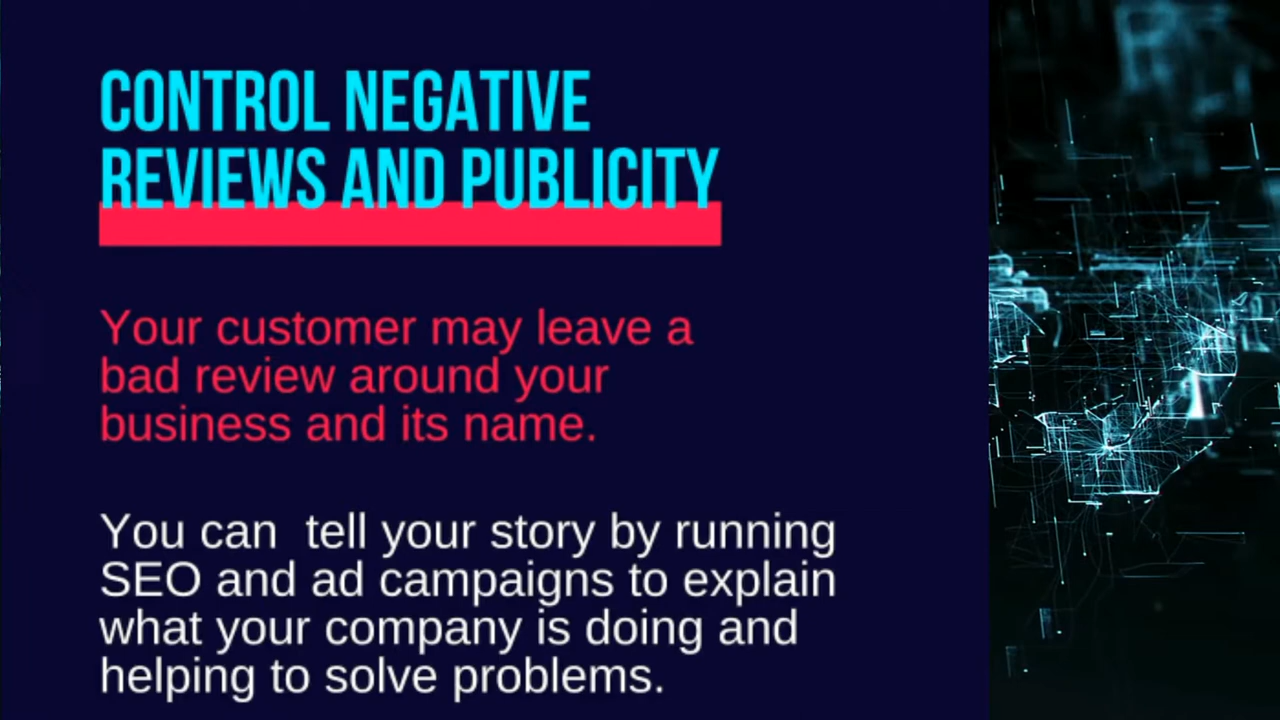 CONTROL NEGATIVE
REVIEWS AND PUBLICITY
Your customer may leave a
bad review around your
business and its name.
You can  tell your story by running
SEO and ad campaigns to explain
what your company is doing and
helping to solve problems.